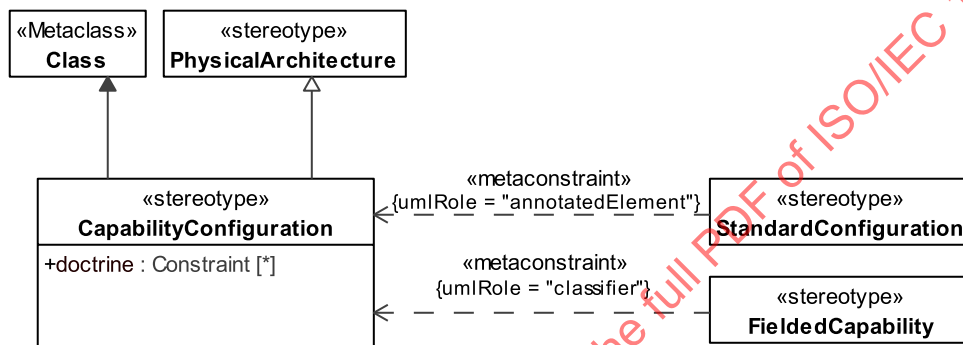 «Metaclass»
Class
«stereotype»
PhysicalArchitecture
«stereotype»
CapabilityConfiguration
+doctrine : Constraint [*]
«metaconstraint»
{umlRole = "annotatedElement"}
«stereotype»
StandardConfiguration
«metaconstraint»
{umlRole = "classifier"}
«stereotype»
FieldedCapability
he full PDF of ISO/IEC